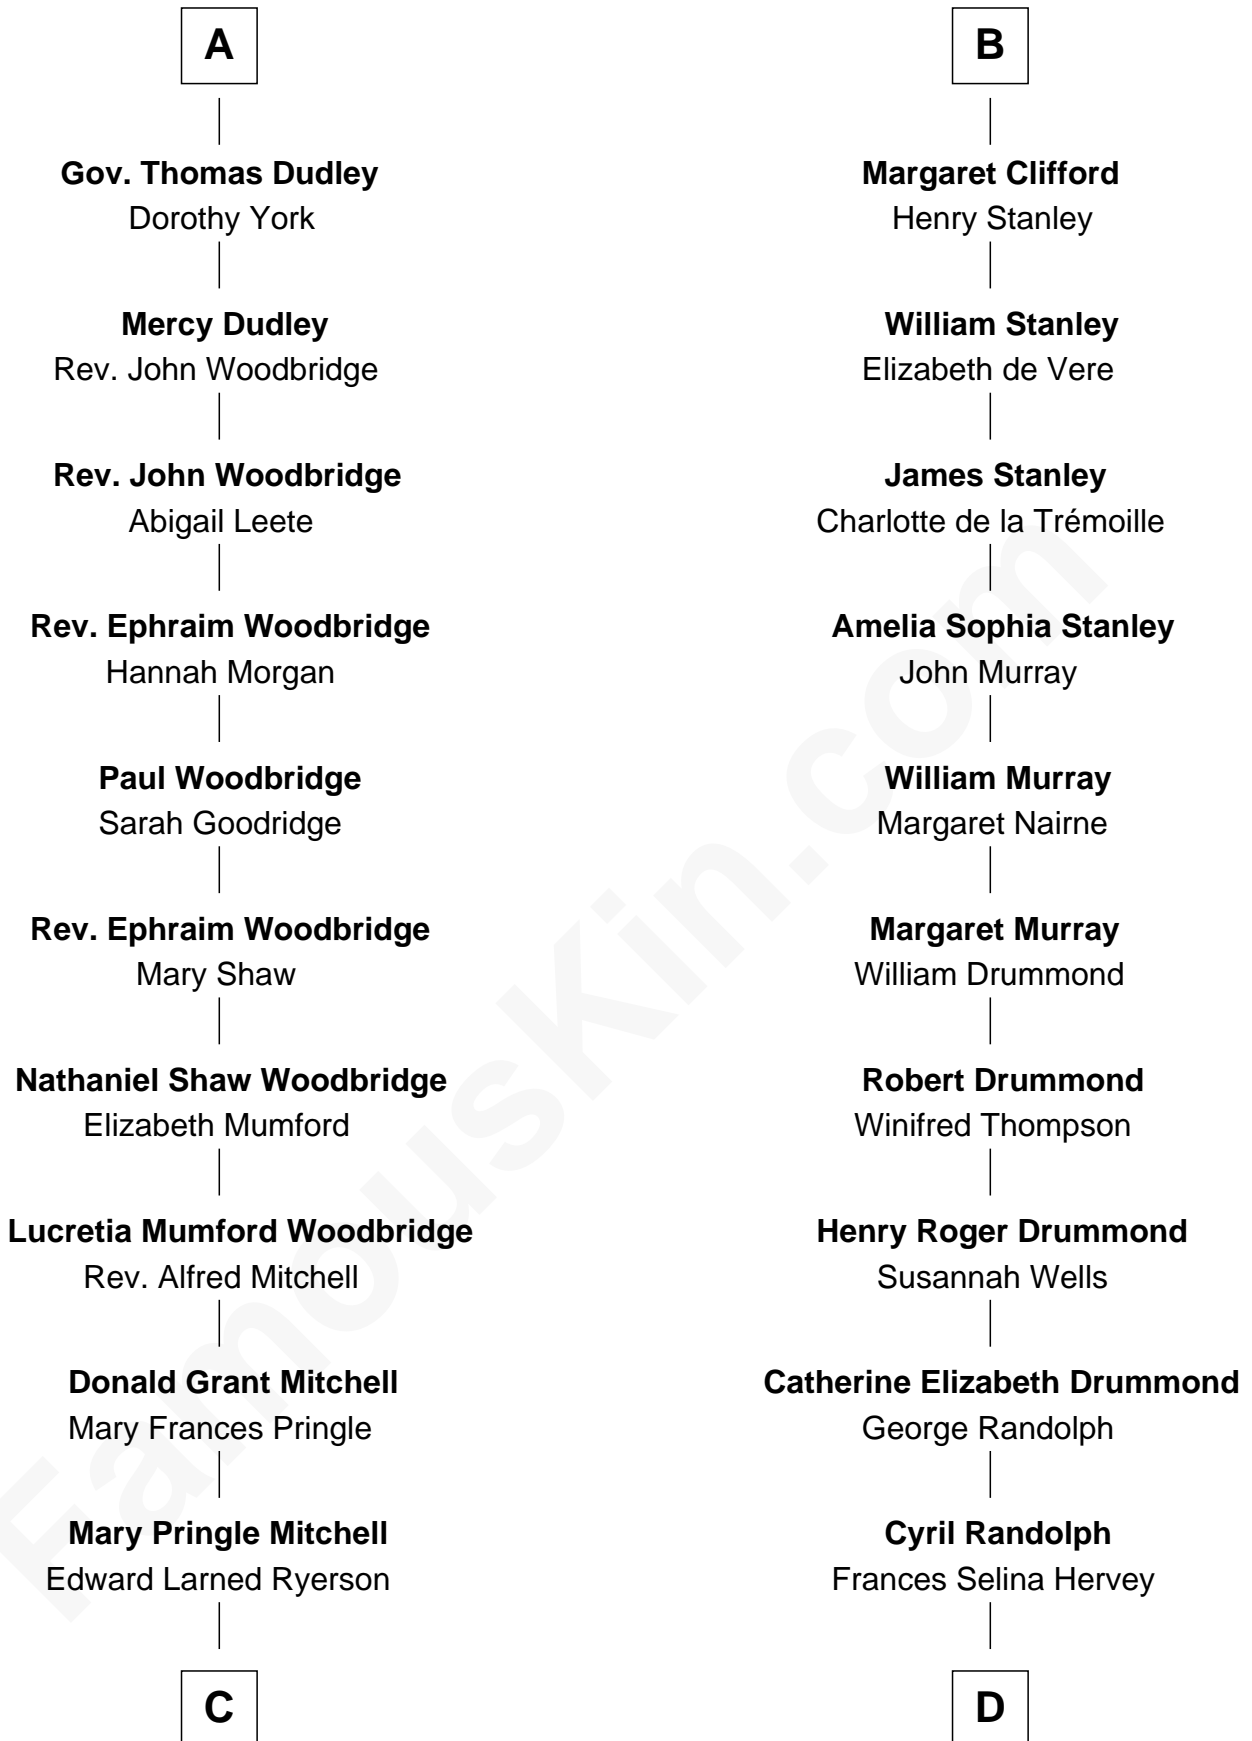 A
Gov. Thomas Dudley
Dorothy York
Mercy Dudley
Rev. John Woodbridge
Rev. John Woodbridge
Abigail Leete
Rev. Ephraim Woodbridge
Hannah Morgan
Paul Woodbridge
Sarah Goodridge
Rev. Ephraim Woodbridge
Mary Shaw
Nathaniel Shaw Woodbridge
Elizabeth Mumford
Lucretia Mumford Woodbridge
Rev. Alfred Mitchell
Donald Grant Mitchell
Mary Frances Pringle
Mary Pringle Mitchell
Edward Larned Ryerson
C
B
Margaret Clifford
Henry Stanley
William Stanley
Elizabeth de Vere
James Stanley
Charlotte de la Trémoille
Amelia Sophia Stanley
John Murray
William Murray
Margaret Nairne
Margaret Murray
William Drummond
Robert Drummond
Winifred Thompson
Henry Roger Drummond
Susannah Wells
Catherine Elizabeth Drummond
George Randolph
Cyril Randolph
Frances Selina Hervey
D
FamousKin.com